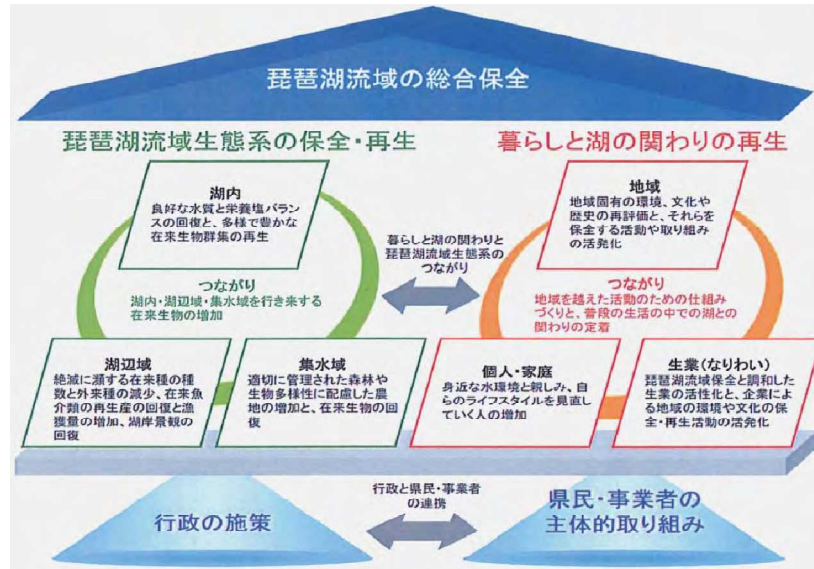 琵琶湖流域の総合保全
琵琶湖流域生態系の保全・再生
暮らしと湖の関わりの再生
湖内
良好な水質と栄養塩バラン
スの回復と、多様で豊かな
在来生物群集の再生
つながり
湖内・湖辺域・集水域を行き来する
在来生物の増加
湖辺域
絶滅に瀕する在来種の種
数と外来種の減少、在来魚
介類の再生産の回復と漁
獲量の増加、湖岸景観の
回復
集水域
適切に管理された森林や
生物多様性に配慮した農
地の増加と、在来生物の回
復
暮らしと湖の関わりと
琵琶湖流域生態系の
つながり
地域
地域固有の環境、文化や
歴史の再評価と、それらを
保全する活動や取り組み
の活発化
つながり
地域を越えた活動のための仕組み
づくりと、普段の生活の中での湖との
関わりの定着
個人・家庭
身近な水環境と親しみ、自
らのライフスタイルを見直し
ていく人の増加
生業(なりわい)
琵琶湖流域保全と調和した
生業の活性化と、企業によ
る地域の環境や文化の保
全・再生活動の活発化
行政の施策
行政と県民・事業者
の連携
県民・事業者の
主体的取り組み